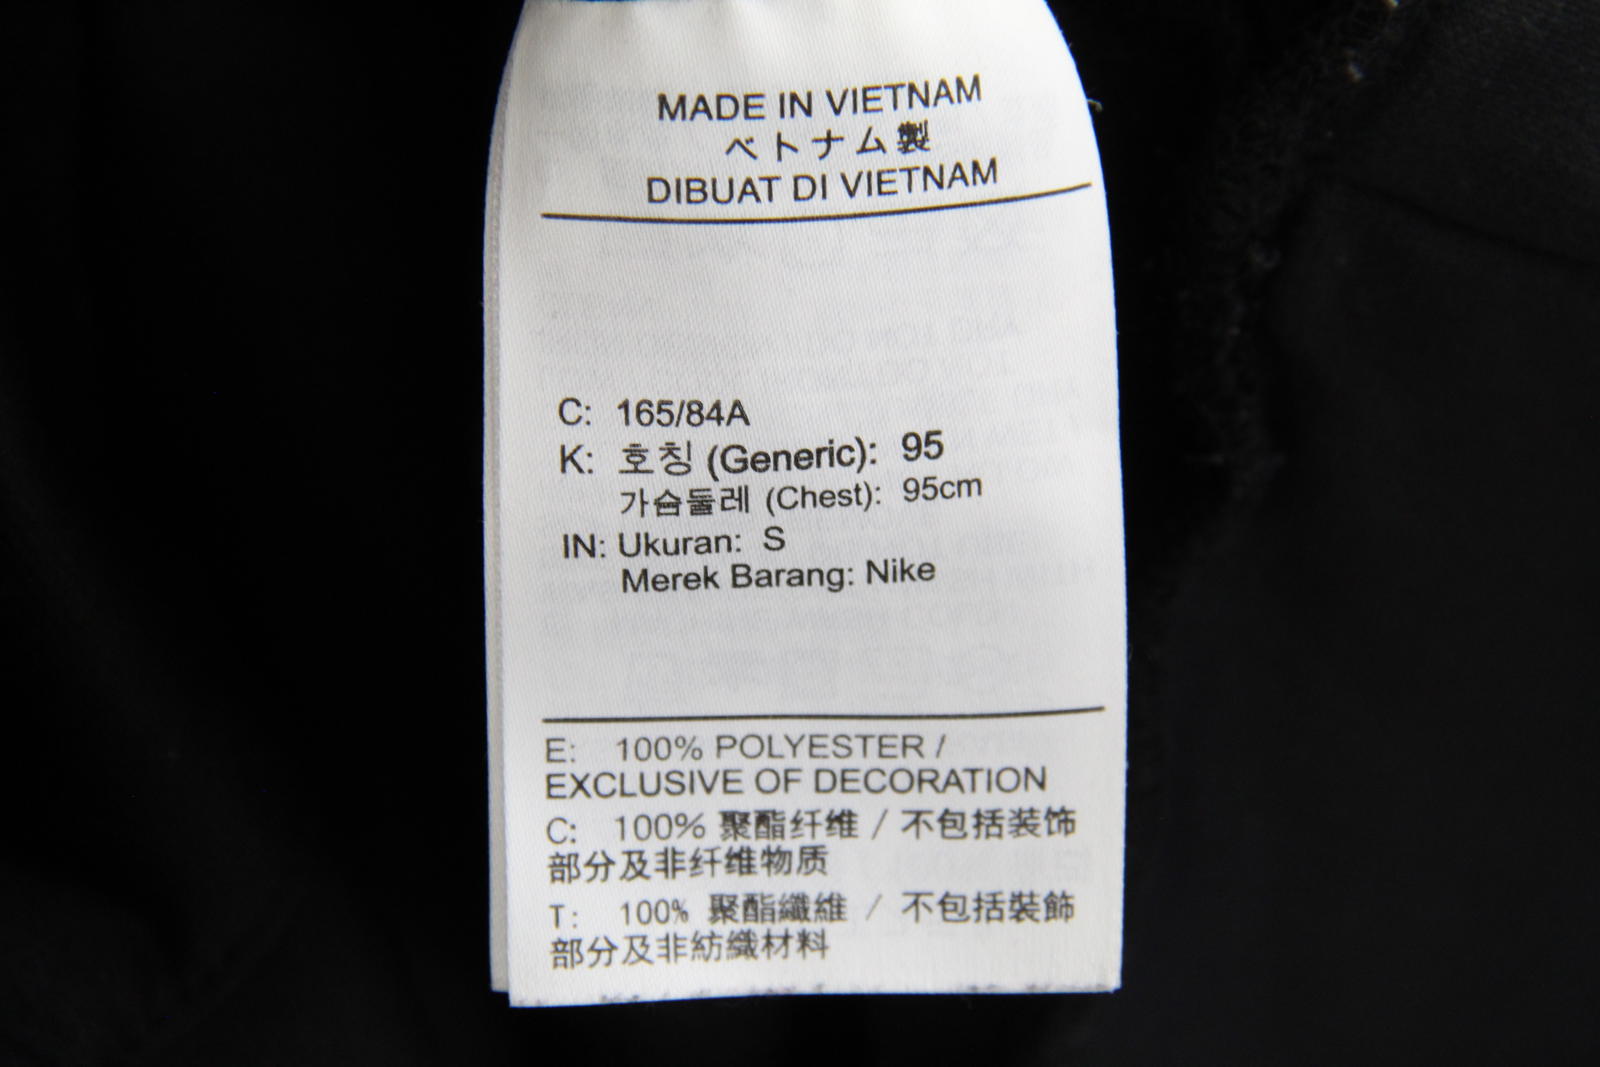 MADE IN VIETNAM
ベトナム製
DIBUAT DI VIETNAM
C: 165/84A
K: 호칭 (Generic): 95
가슴둘레 (Chest): 95cm
IN: Ukuran: S
Merek Barang: Nike
E: 100% POLYESTER /
EXCLUSIVE OF DECORATION
C: 100% 聚酯纤维 / 不包括装饰
部分及非纤维物质
T: 100% 聚酯纖維 / 不包括裝飾
部分及非紡織材料